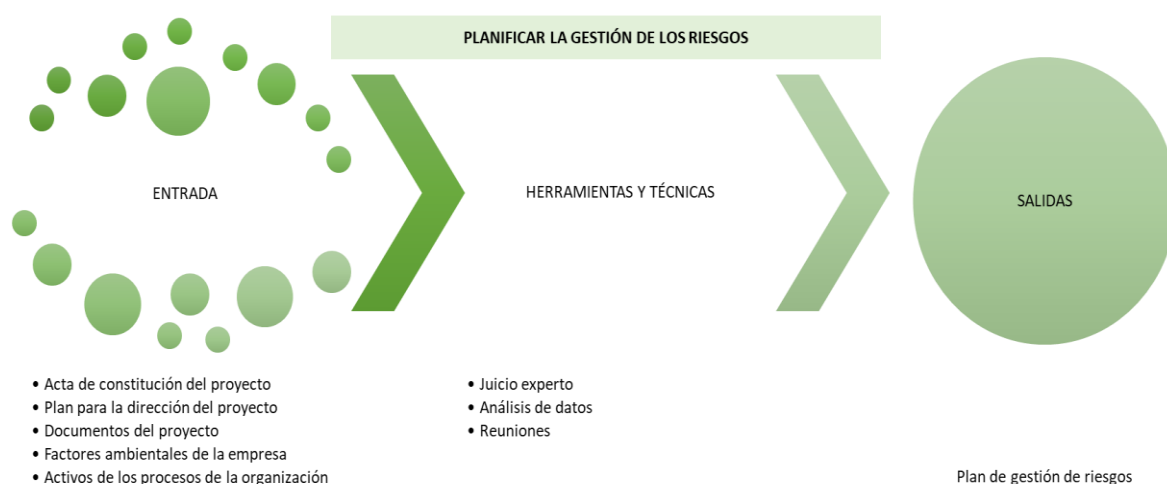 PLANIFICAR LA GESTIÓN DE LOS RIESGOS
ENTRADA
HERRAMIENTAS Y TÉCNICAS
SALIDAS
• Acta de constitución del proyecto
• Plan para la dirección del proyecto
• Documentos del proyecto
• Factores ambientales de la empresa
• Activos de los procesos de la organización
• Juicio experto
• Análisis de datos
• Reuniones
Plan de gestión de riesgos